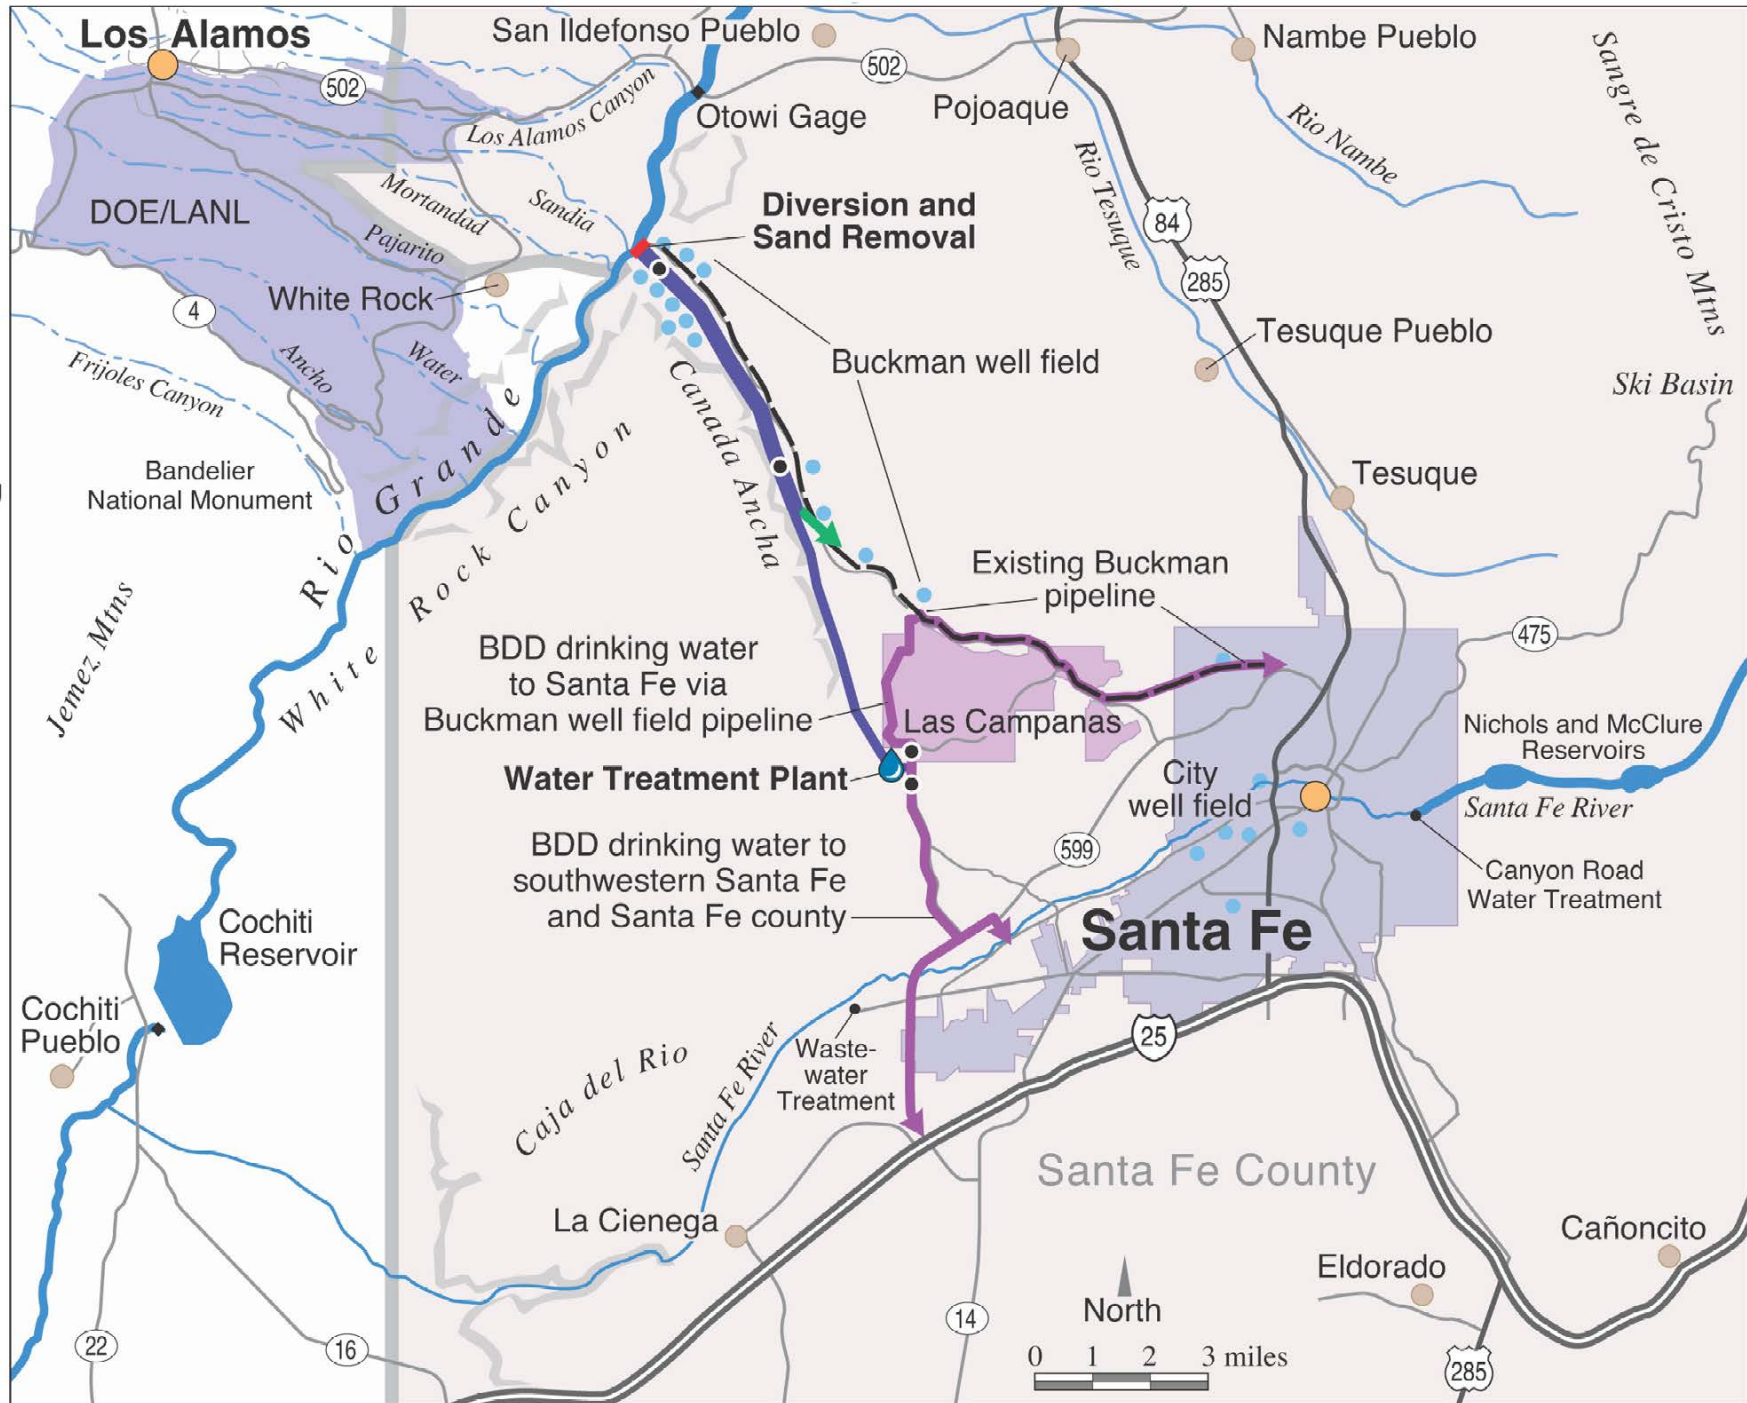 Los Alamos
San Ildefonso Pueblo
Nambe Pueblo
502
502
Los Alamos Canyon
Otowi Gage
Pojoaque
Rio Nambe
Sangre de Cristo Mtns
Rio Tesuque
DOE/LANL
Mortandad
Sandia
Pajarito
Diversion and
Sand Removal
84
285
White Rock
4
Ancho
Water
Frijoles Canyon
Buckman well field
Tesuque Pueblo
Ski Basin
Canada Ancha
Bandelier
National Monument
Rio Grande
White Rock Canyon
Tesuque
Jemez Mtns
Existing Buckman
pipeline
475
BDD drinking water
to Santa Fe via
Buckman well field pipeline
Las Campanas
Nichols and McClure
Reservoirs
Santa Fe River
Water Treatment Plant
City
well field
599
Canyon Road
Water Treatment
BDD drinking water to
southwestern Santa Fe
and Santa Fe county
Santa Fe
Cochiti
Reservoir
Cochiti
Pueblo
25
Waste-
water
Treatment
Santa Fe River
Caja del Rio
Santa Fe County
La Cienega
Cañoncito
Eldorado
North
22
16
14
285
0 1 2 3 miles